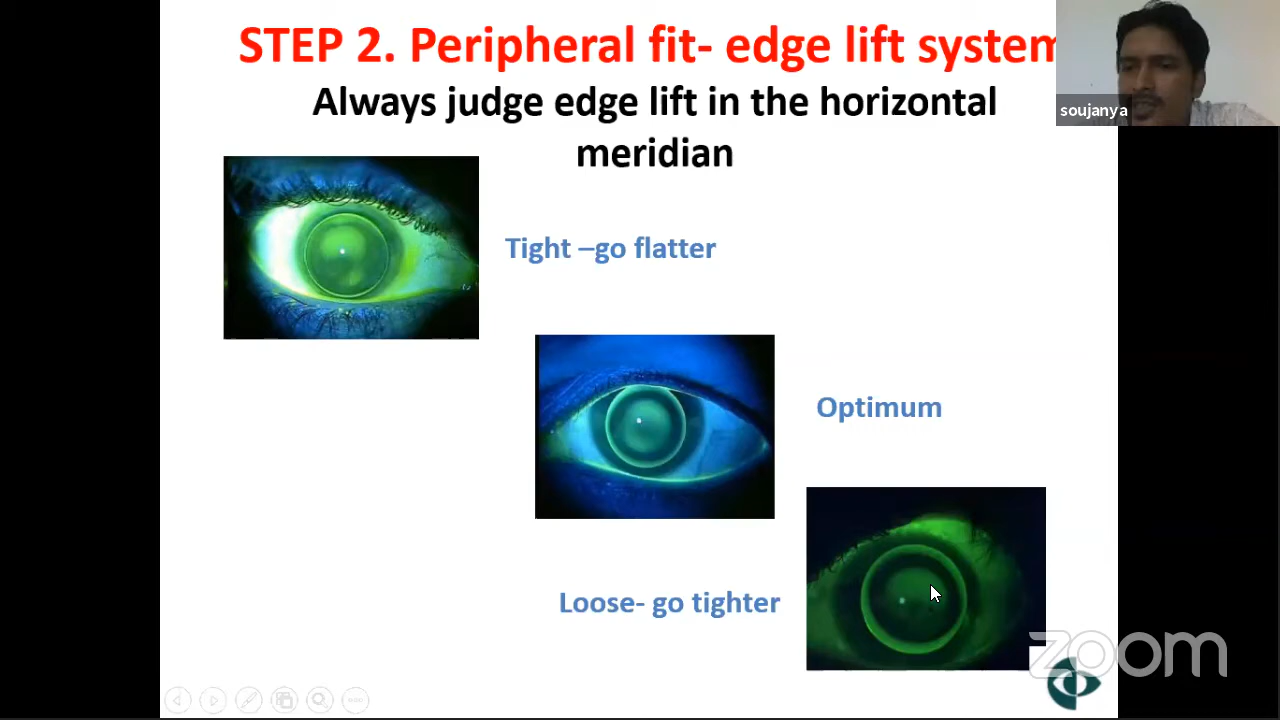 STEP 2. Peripheral fit- edge lift system
Always judge edge lift in the horizontal
meridian
soujanya
Tight –go flatter
Optimum
Loose- go tighter
zoom